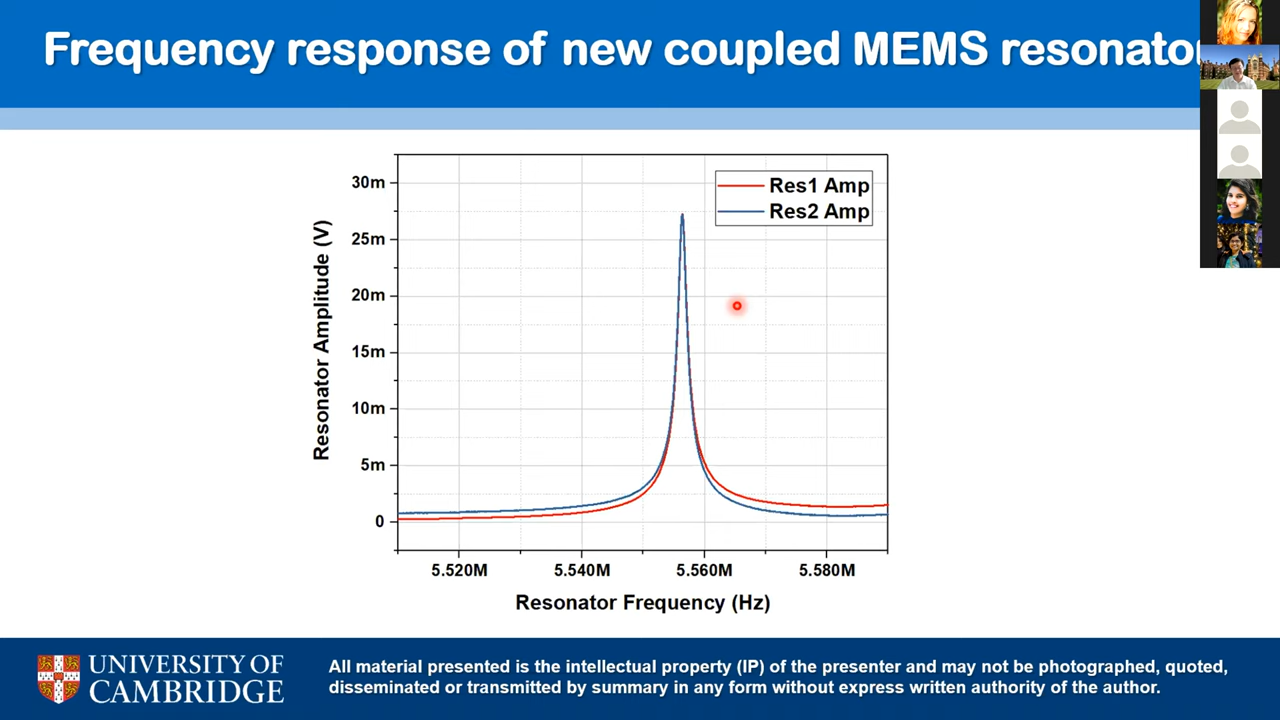 Frequency response of new coupled MEMS resonato
Res1 Amp
Res2 Amp
Resonator Amplitude (V)
30m
25m
20m
15m
10m
5m
0
5.520M 5.540M 5.560M 5.580M
Resonator Frequency (Hz)
UNIVERSITY OF
CAMBRIDGE
All material presented is the intellectual property (IP) of the presenter and may not be photographed, quoted,
disseminated or transmitted by summary in any form without express written authority of the author.